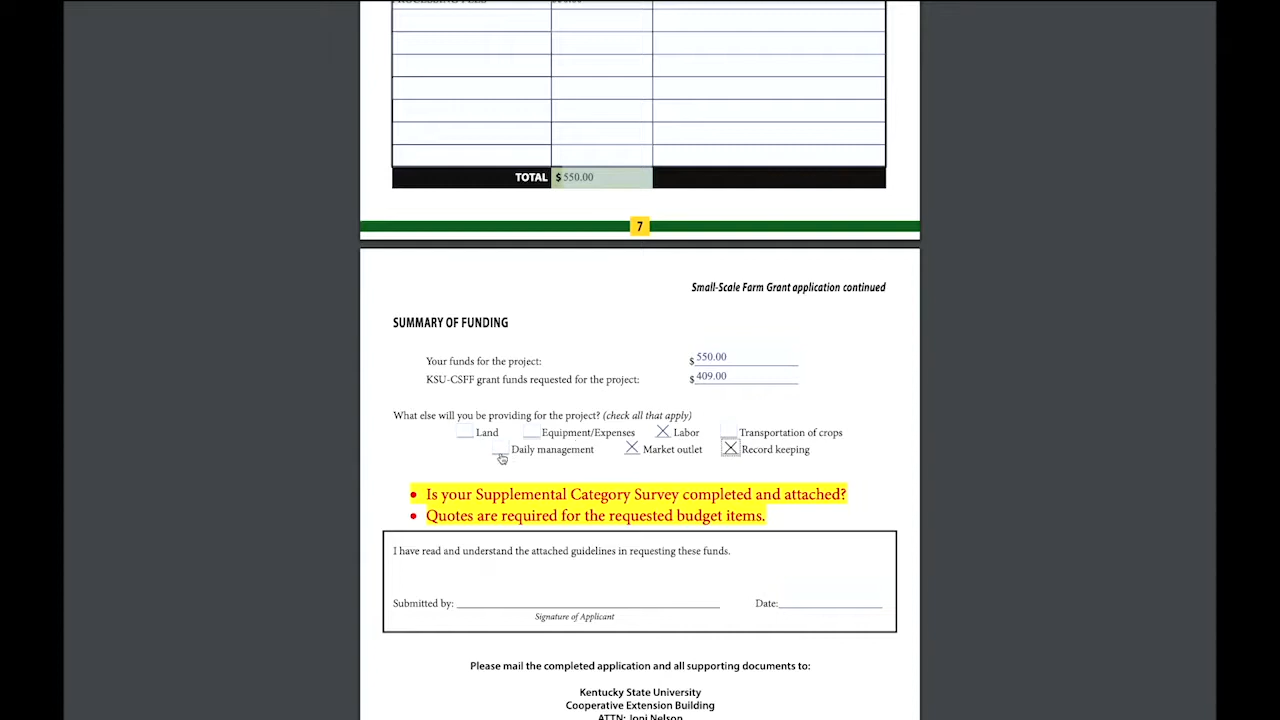 TOTAL $ 550.00
7
Small-Scale Farm Grant application continued
SUMMARY OF FUNDING
Your funds for the project: $ 550.00
KSU-CSFF grant funds requested for the project: $ 409.00
What else will you be providing for the project? (check all that apply)
Land Equipment/Expenses Labor Transportation of crops
Daily management Market outlet Record keeping
• Is your Supplemental Category Survey completed and attached?
• Quotes are required for the requested budget items.
I have read and understand the attached guidelines in requesting these funds.
Submitted by: Date:
Signature of Applicant
Please mail the completed application and all supporting documents to:
Kentucky State University
Cooperative Extension Building
ATTN: Joni Nelson